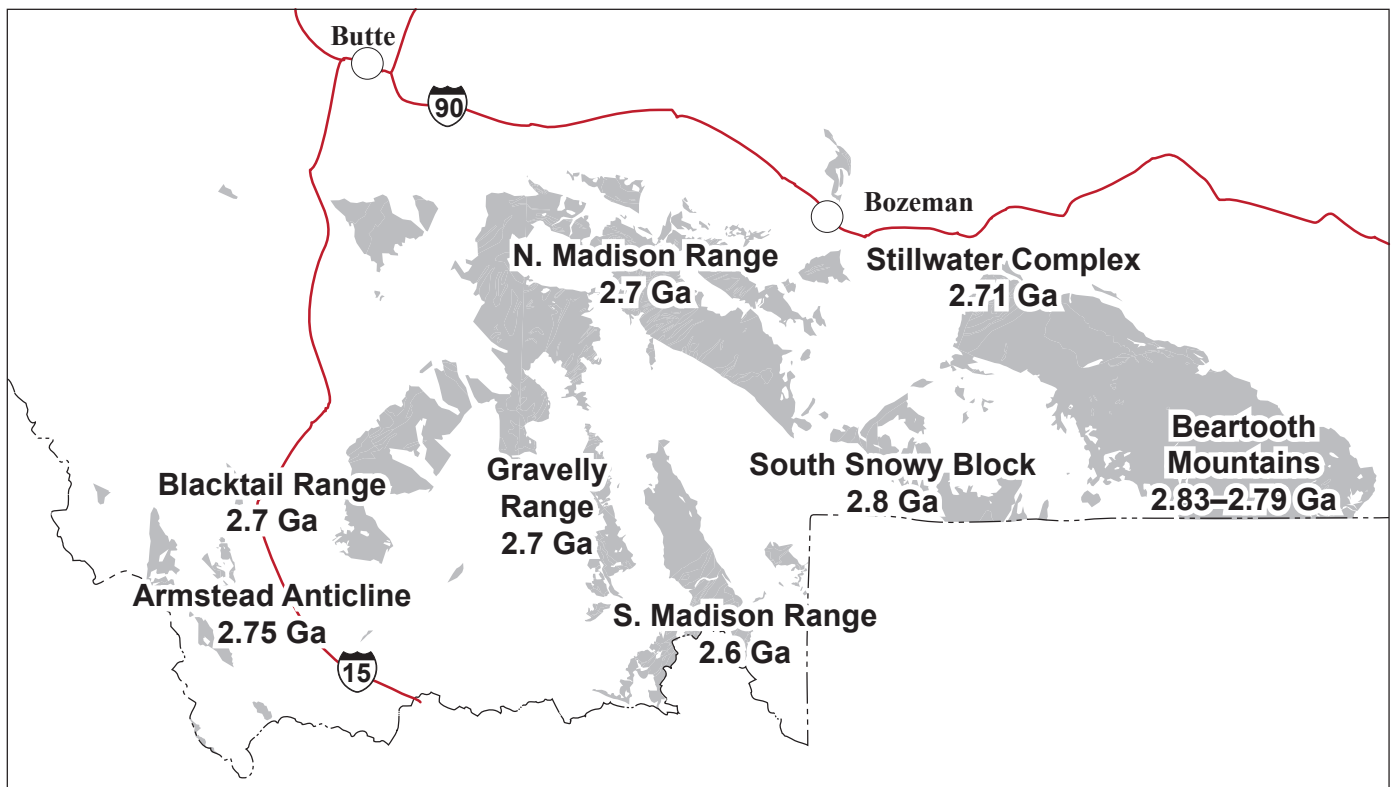 Butte
90
Bozeman
N. Madison Range
2.7 Ga
Stillwater Complex
2.71 Ga
Beartooth
Mountains
2.83–2.79 Ga
South Snowy Block
2.8 Ga
Gravelly
Range
2.7 Ga
Blacktail Range
2.7 Ga
Armstead Anticline
2.75 Ga
S. Madison Range
2.6 Ga
15